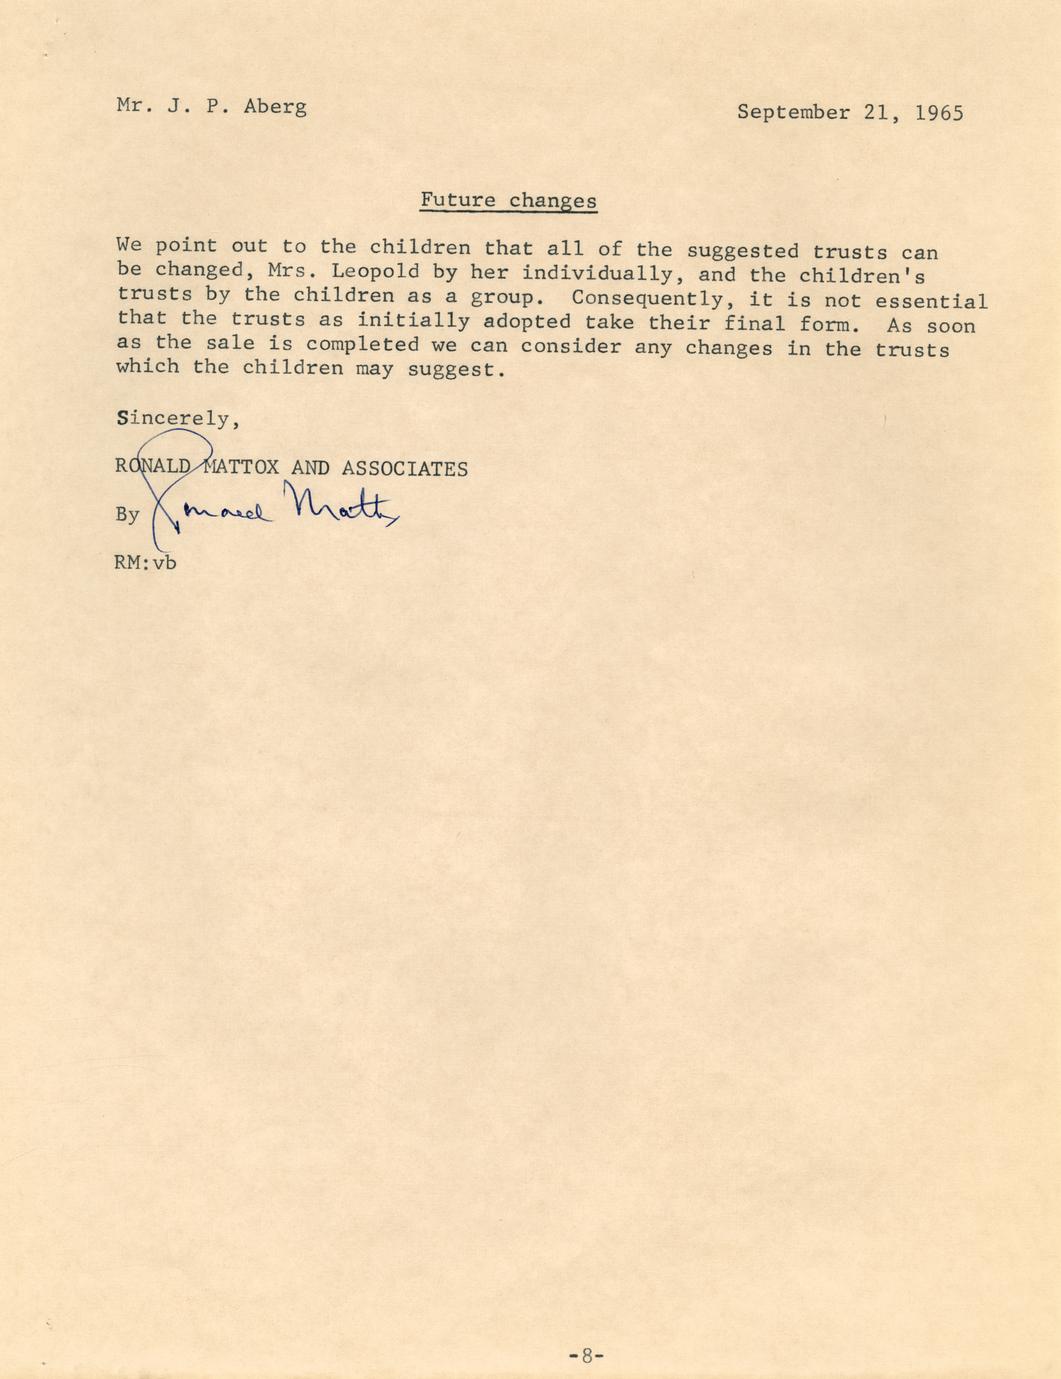 Mr. J. P. Aberg
September 21, 1965
Future changes
We point out to the children that all of the suggested trusts can
be changed, Mrs. Leopold by her individually, and the children's
trusts by the children as a group. Consequently, it is not essential
that the trusts as initially adopted take their final form. As soon
as the sale is completed we can consider any changes in the trusts
which the children may suggest.
Sincerely,
RONALD MATTOX AND ASSOCIATES
By Ronald Mattox
RM:vb
-8-